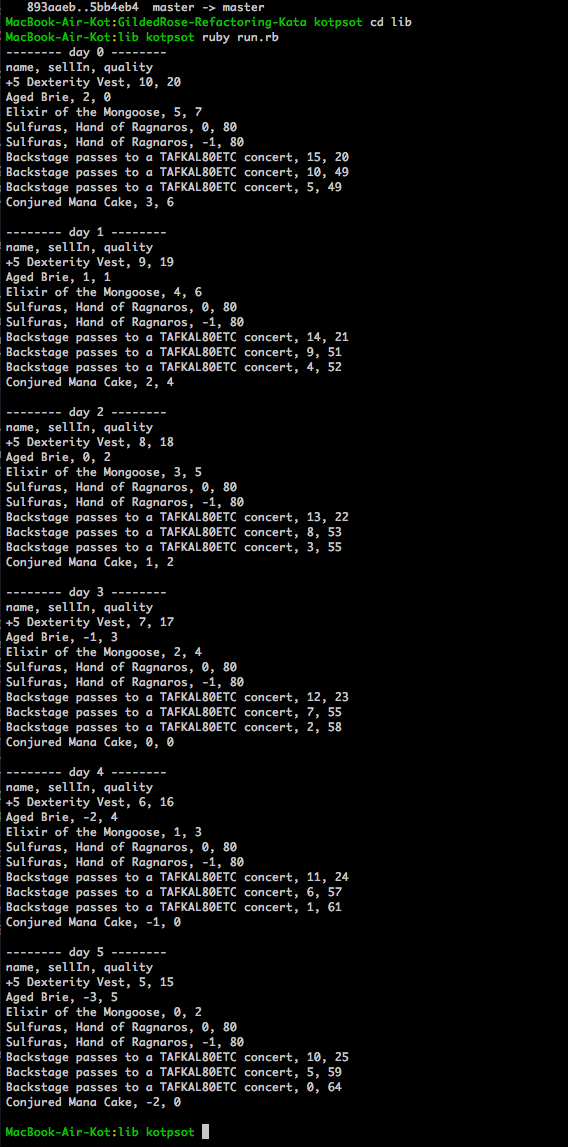 893aaeb..5bb4eb4  master -> master
MacBook-Air-Kot:GildedRose-Refactoring-Kata kotpsot cd lib
MacBook-Air-Kot:lib kotpsot ruby run.rb
-------- day 0 --------
name, sellIn, quality
+5 Dexterity Vest, 10, 20
Aged Brie, 2, 0
Elixir of the Mongoose, 5, 7
Sulfuras, Hand of Ragnaros, 0, 80
Sulfuras, Hand of Ragnaros, -1, 80
Backstage passes to a TAFKAL80ETC concert, 15, 20
Backstage passes to a TAFKAL80ETC concert, 10, 49
Backstage passes to a TAFKAL80ETC concert, 5, 49
Conjured Mana Cake, 3, 6
-------- day 1 --------
name, sellIn, quality
+5 Dexterity Vest, 9, 19
Aged Brie, 1, 1
Elixir of the Mongoose, 4, 6
Sulfuras, Hand of Ragnaros, 0, 80
Sulfuras, Hand of Ragnaros, -1, 80
Backstage passes to a TAFKAL80ETC concert, 14, 21
Backstage passes to a TAFKAL80ETC concert, 9, 51
Backstage passes to a TAFKAL80ETC concert, 4, 52
Conjured Mana Cake, 2, 4
-------- day 2 --------
name, sellIn, quality
+5 Dexterity Vest, 8, 18
Aged Brie, 0, 2
Elixir of the Mongoose, 3, 5
Sulfuras, Hand of Ragnaros, 0, 80
Sulfuras, Hand of Ragnaros, -1, 80
Backstage passes to a TAFKAL80ETC concert, 13, 22
Backstage passes to a TAFKAL80ETC concert, 8, 53
Backstage passes to a TAFKAL80ETC concert, 3, 55
Conjured Mana Cake, 1, 2
-------- day 3 --------
name, sellIn, quality
+5 Dexterity Vest, 7, 17
Aged Brie, -1, 3
Elixir of the Mongoose, 2, 4
Sulfuras, Hand of Ragnaros, 0, 80
Sulfuras, Hand of Ragnaros, -1, 80
Backstage passes to a TAFKAL80ETC concert, 12, 23
Backstage passes to a TAFKAL80ETC concert, 7, 55
Backstage passes to a TAFKAL80ETC concert, 2, 58
Conjured Mana Cake, 0, 0
-------- day 4 --------
name, sellIn, quality
+5 Dexterity Vest, 6, 16
Aged Brie, -2, 4
Elixir of the Mongoose, 1, 3
Sulfuras, Hand of Ragnaros, 0, 80
Sulfuras, Hand of Ragnaros, -1, 80
Backstage passes to a TAFKAL80ETC concert, 11, 24
Backstage passes to a TAFKAL80ETC concert, 6, 57
Backstage passes to a TAFKAL80ETC concert, 1, 61
Conjured Mana Cake, -1, 0
-------- day 5 --------
name, sellIn, quality
+5 Dexterity Vest, 5, 15
Aged Brie, -3, 5
Elixir of the Mongoose, 0, 2
Sulfuras, Hand of Ragnaros, 0, 80
Sulfuras, Hand of Ragnaros, -1, 80
Backstage passes to a TAFKAL80ETC concert, 10, 25
Backstage passes to a TAFKAL80ETC concert, 5, 59
Backstage passes to a TAFKAL80ETC concert, 0, 64
Conjured Mana Cake, -2, 0
MacBook-Air-Kot:lib kotpsot